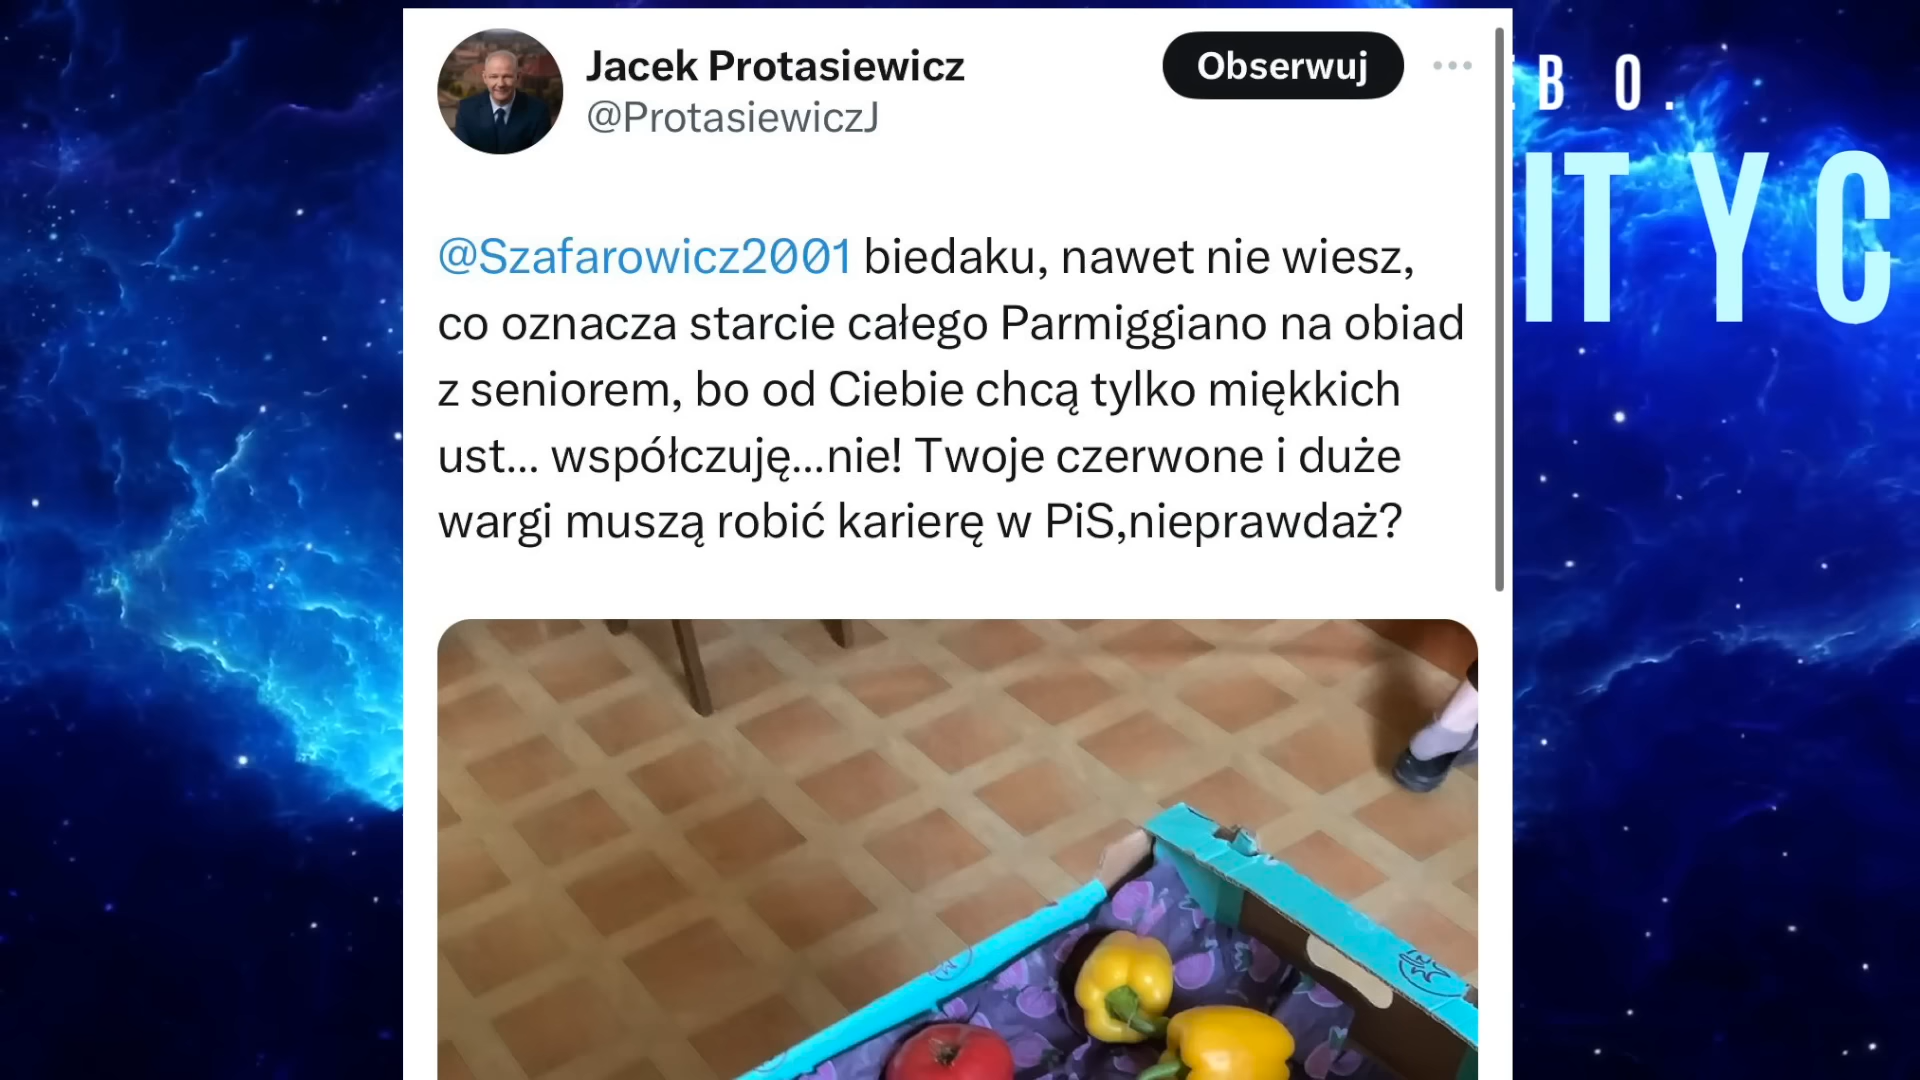 Jacek Protasiewicz
@ProtasiewiczJ
Obserwuj
@Szafarowicz2001 biedaku, nawet nie wiesz,
co oznacza starcie całego Parmiggiano na obiad
z seniorem, bo od Ciebie chcą tylko miękkich
ust... współczuję...nie! Twoje czerwone i duże
wargi muszą robić karierę w PiS,nieprawdaż?
B O.
ITYC